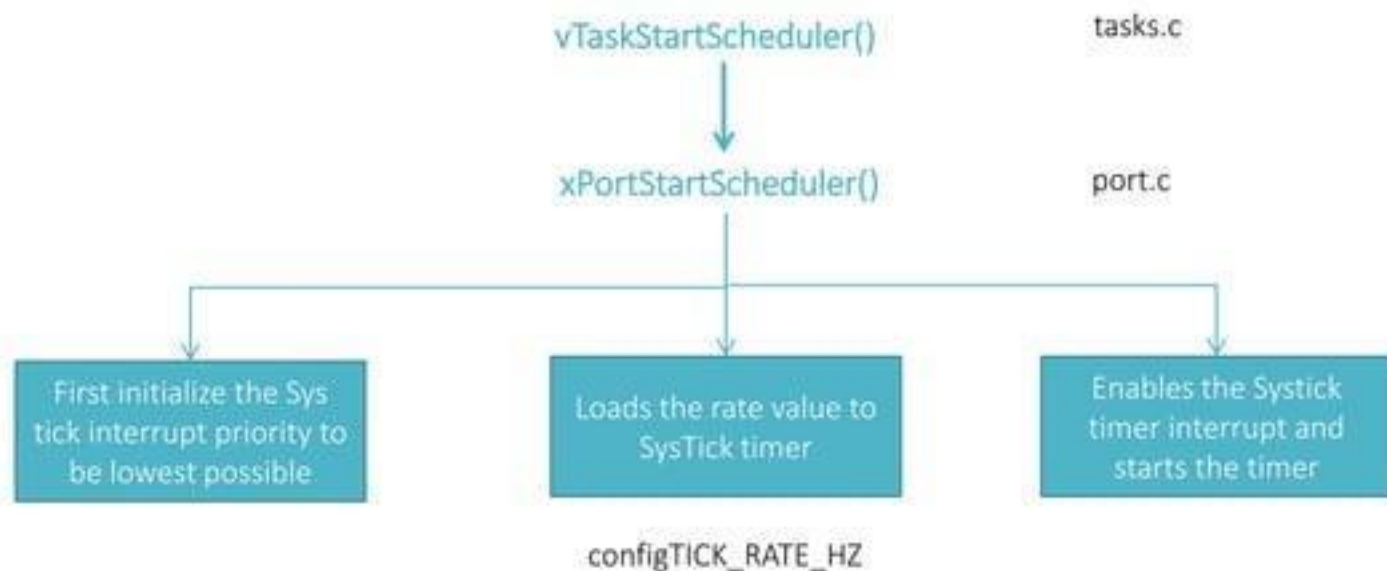 vTaskStartScheduler()
tasks.c
xPortStartScheduler()
port.c
First initialize the Sys
tick interrupt priority to
be lowest possible
Loads the rate value to
SysTick timer
Enables the Systick
timer interrupt and
starts the timer
configTICK_RATE_HZ